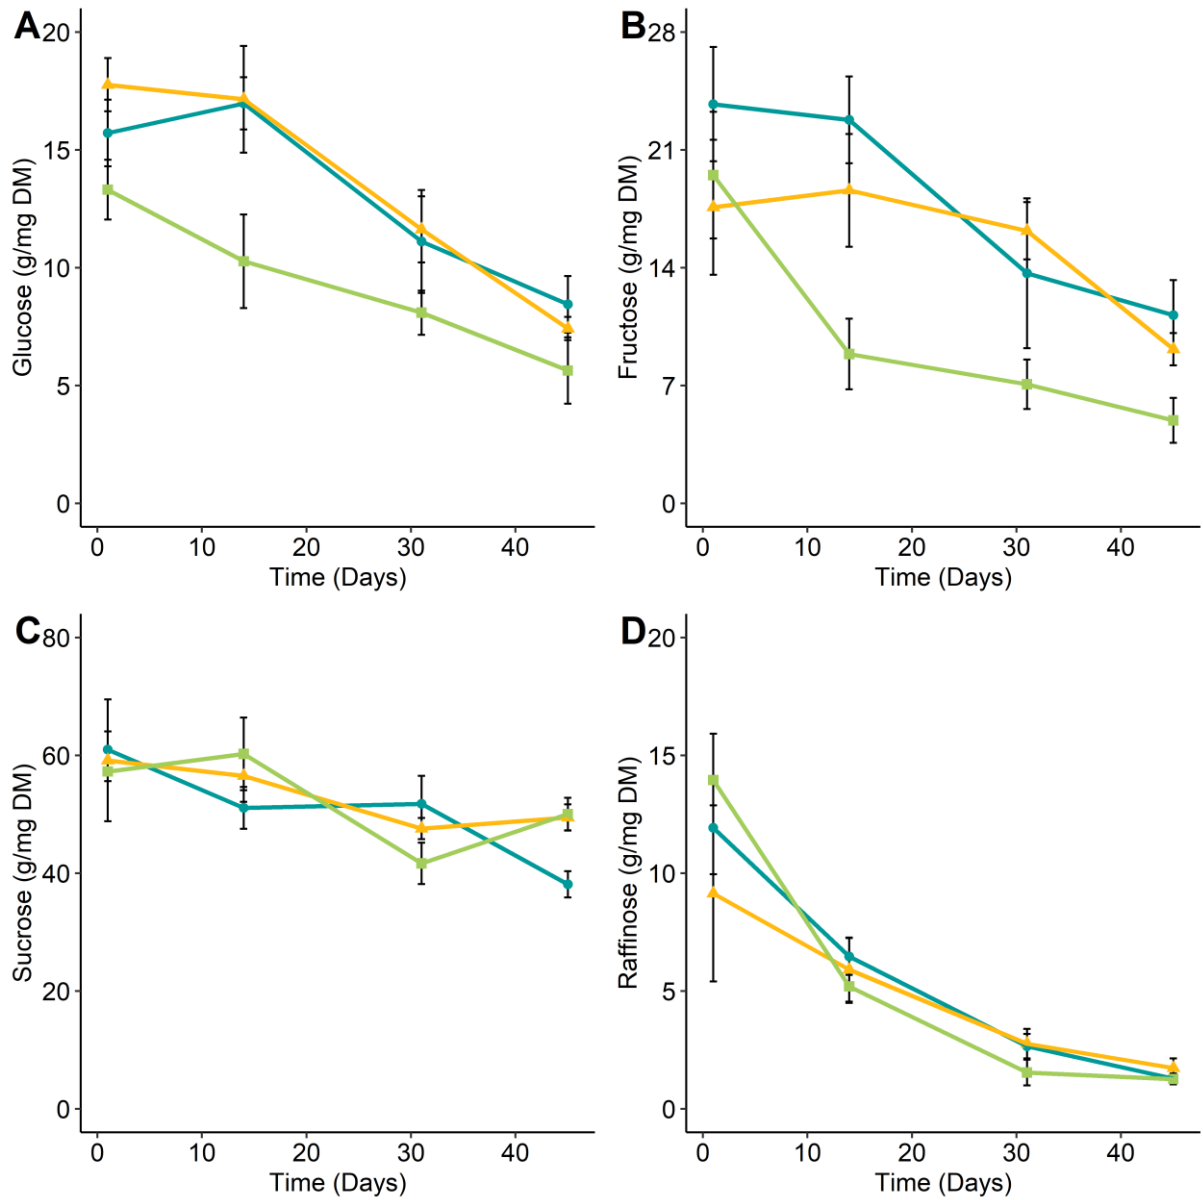 A
20
15
10
5
0
Glucose (g/mg DM)
0 10 20 30 40
Time (Days)
B
28
21
14
7
0
Fructose (g/mg DM)
0 10 20 30 40
Time (Days)
C
80
60
40
20
0
Sucrose (g/mg DM)
0 10 20 30 40
Time (Days)
D
20
15
10
5
0
Raffinose (g/mg DM)
0 10 20 30 40
Time (Days)